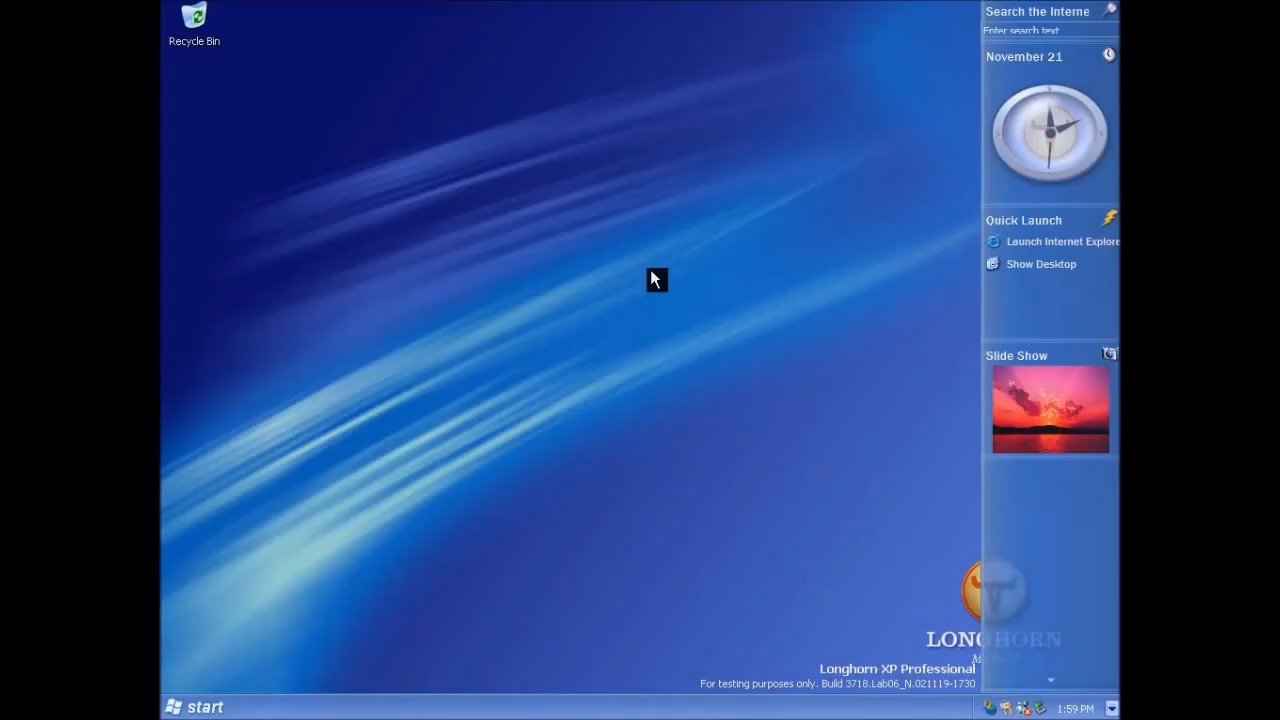 Recycle Bin
Search the Interne
Enter search text
November 21
Quick Launch
Launch Internet Explore
Show Desktop
Slide Show
LONGHORN
Longhorn XP Professional
For testing purposes only. Build 3718.Lab06_N.021119-1730
start
1:59 PM